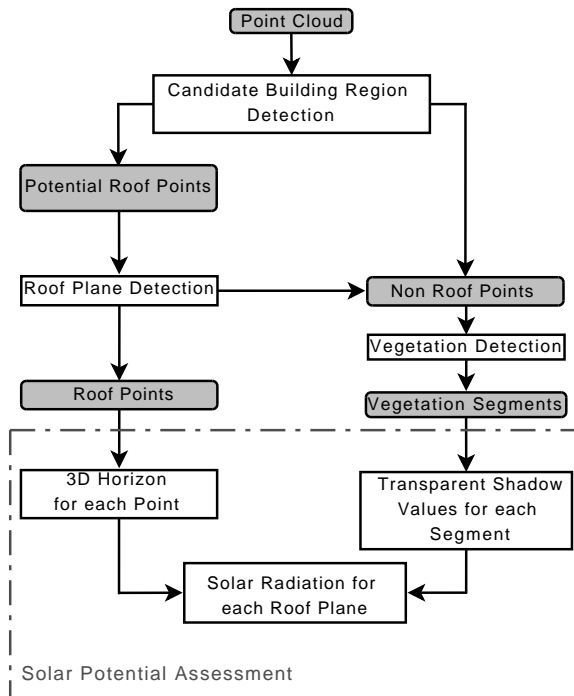 Point Cloud
Candidate Building Region
Detection
Potential Roof Points
Roof Plane Detection
Non Roof Points
Vegetation Detection
Roof Points
Vegetation Segments
3D Horizon
for each Point
Transparent Shadow
Values for each
Segment
Solar Radiation for
each Roof Plane
Solar Potential Assessment